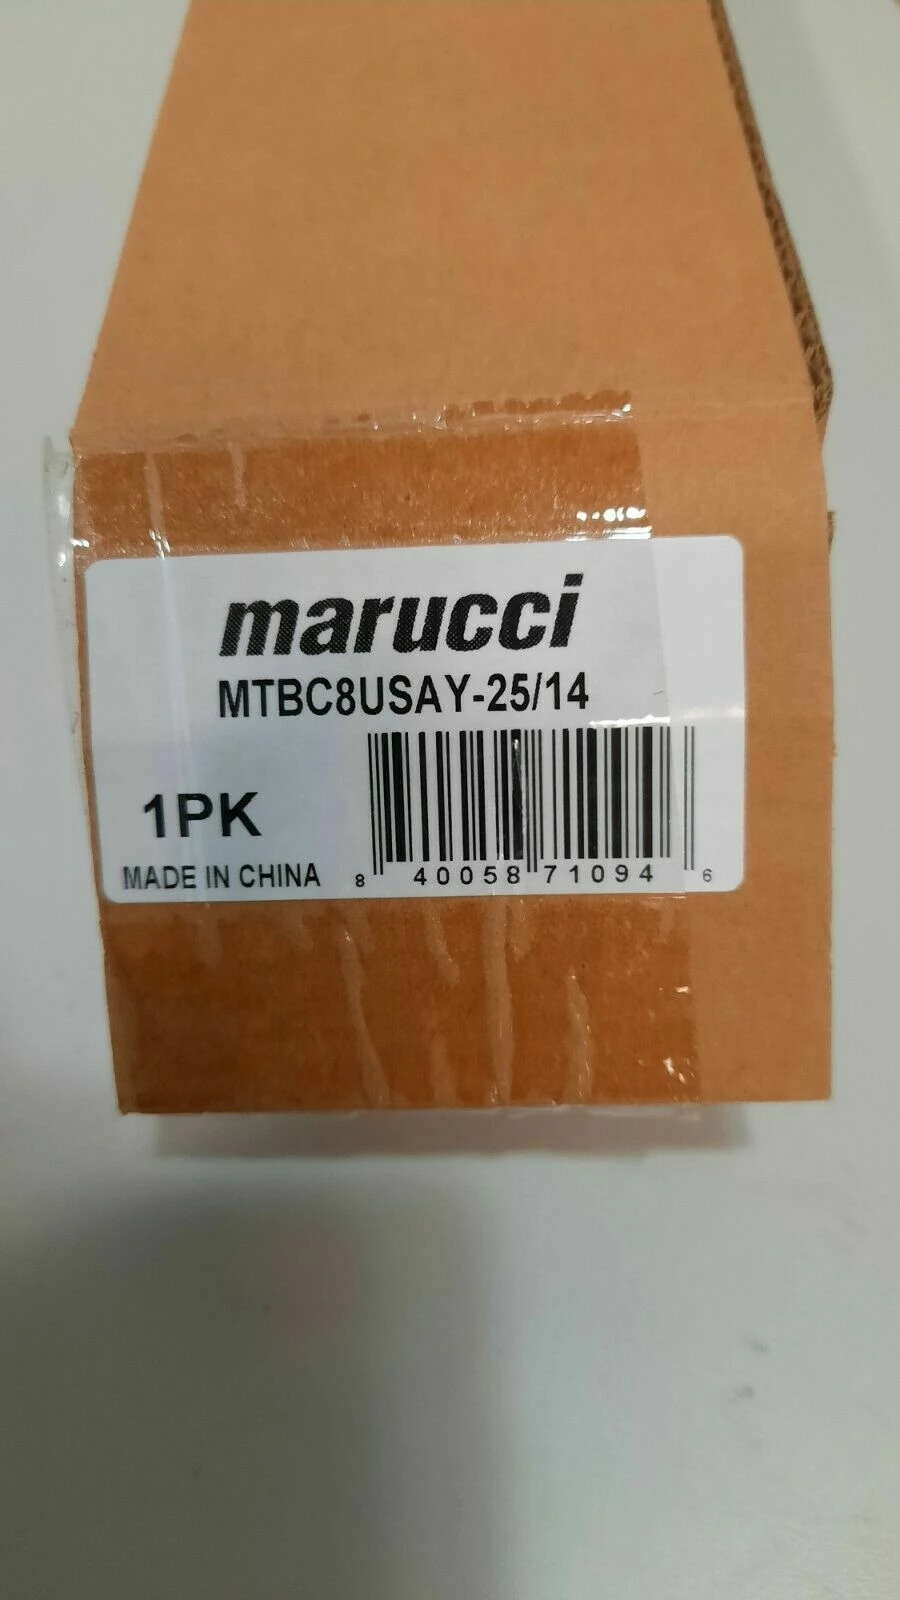 marucci
MTBC8USAY-25/14
1PK
MADE IN CHINA
8 40058 71094 6